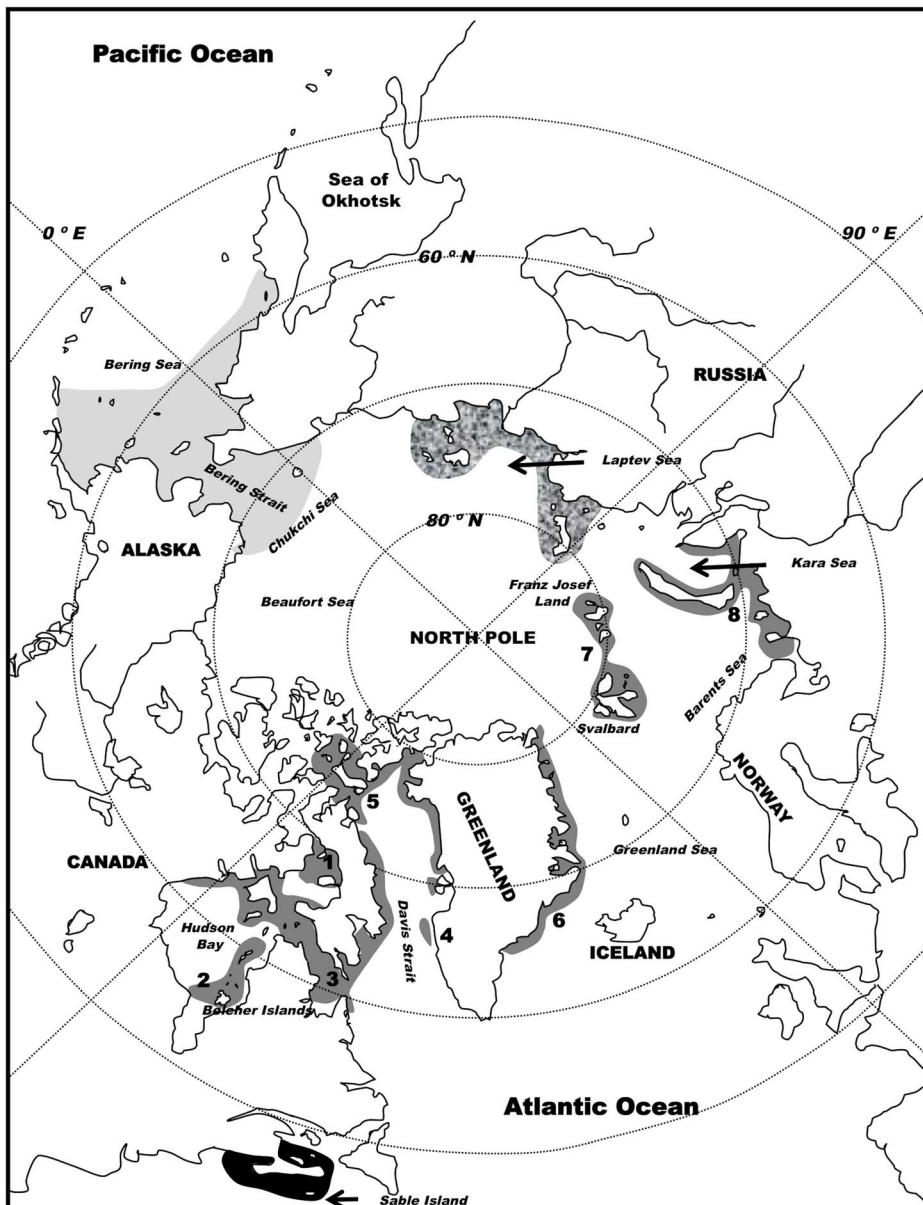 Pacific Ocean
Sea of
Okhotsk
0 º E
90 º E
60 º N
Bering Sea
RUSSIA
Bering Strait
Laptev Sea
Chukchi Sea
80 º N
ALASKA
Kara Sea
Franz Josef
Land
Beaufort Sea
8
NORTH POLE
7
Barents Sea
Svalbard
NORWAY
5
GREENLAND
CANADA
1
Greenland Sea
Hudson
Bay
Davis Strait
4
6
ICELAND
2
3
Belcher Islands
Atlantic Ocean
Sable Island